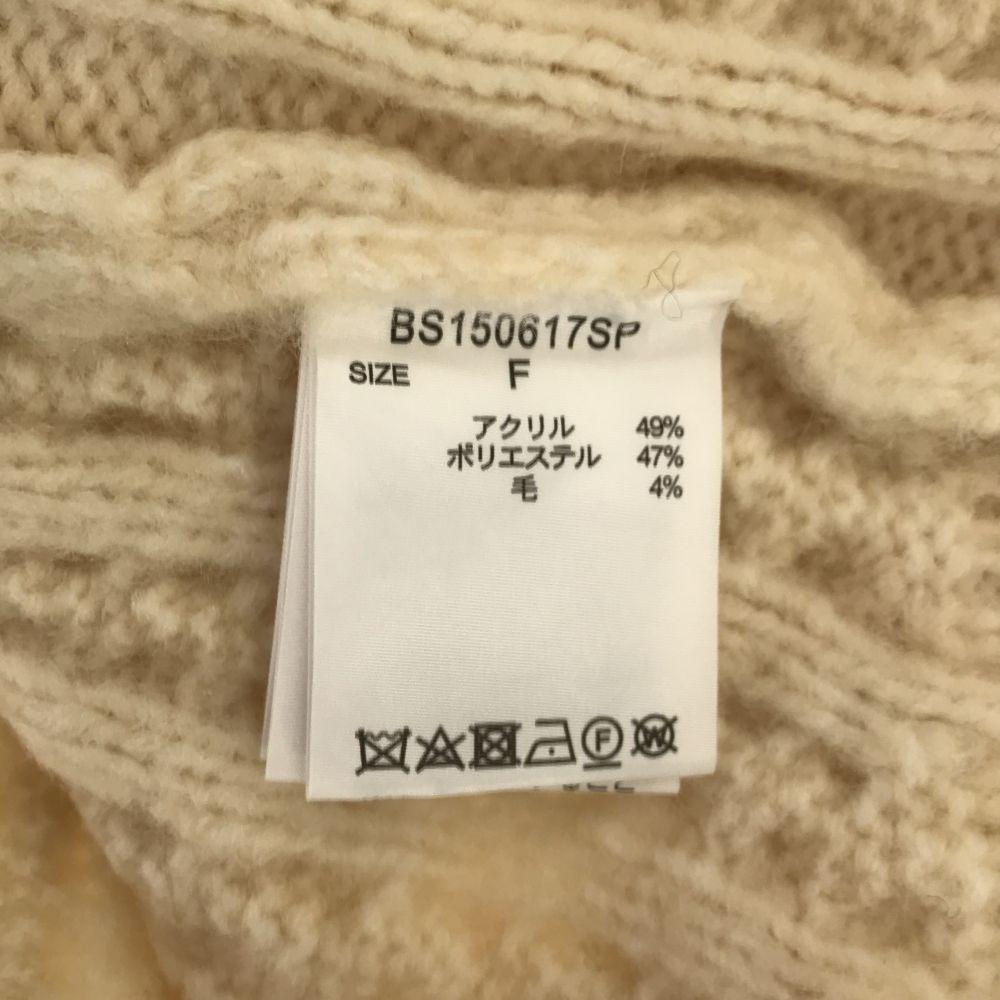 BS150617SP
SIZE F
アクリル 49%
ポリエステル 47%
毛 4%
F W